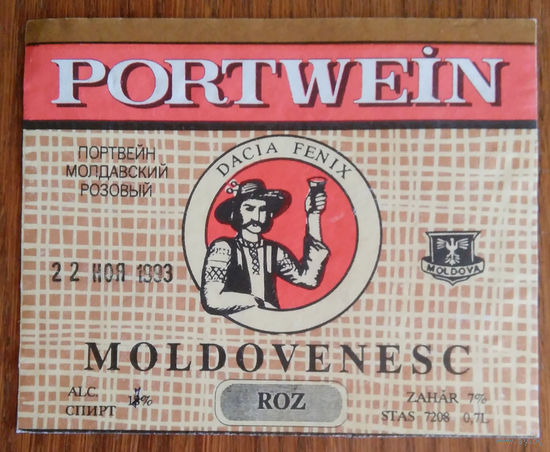 PORTWEIN
ПОРТВЕЙН
МОЛДАВСКИЙ
РОЗОВЫЙ
DACIA FENIX
22 НОЯ 1993
MOLDOVA
MOLDOVENESC
ALC.
СПИРТ %
ROZ
ZAHĂR 7%
STAS 7208 0,7L